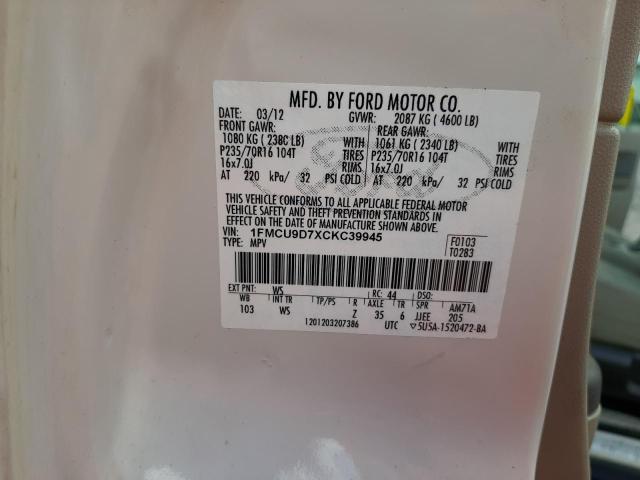 MFD. BY FORD MOTOR CO.
DATE: 03/12 GVWR: 2087 KG ( 4600 LB)
FRONT GAWR: REAR GAWR:
1080 KG ( 2380 LB) WITH 1061 KG ( 2340 LB) WITH
P235/70R16 104T TIRES P235/70R16 104T TIRES
16x7.0J RIMS 16x7.0J RIMS
AT 220 kPa/ 32 PSI COLD AT 220 kPa/ 32 PSI COLD
THIS VEHICLE CONFORMS TO ALL APPLICABLE FEDERAL MOTOR
VEHICLE SAFETY AND THEFT PREVENTION STANDARDS IN
EFFECT ON THE DATE OF MANUFACTURE SHOWN ABOVE.
VIN: 1FMCU9D7XCKC39945 F0103
TYPE: MPV T0283
EXT PNT: WS RC: 44 DSO:
WB INT TR TP/PS R AXLE TR SPR AM71A
103 WS Z 35 6 JJEE 205
1201203207386 UTC ▽5U5A-1520472-BA